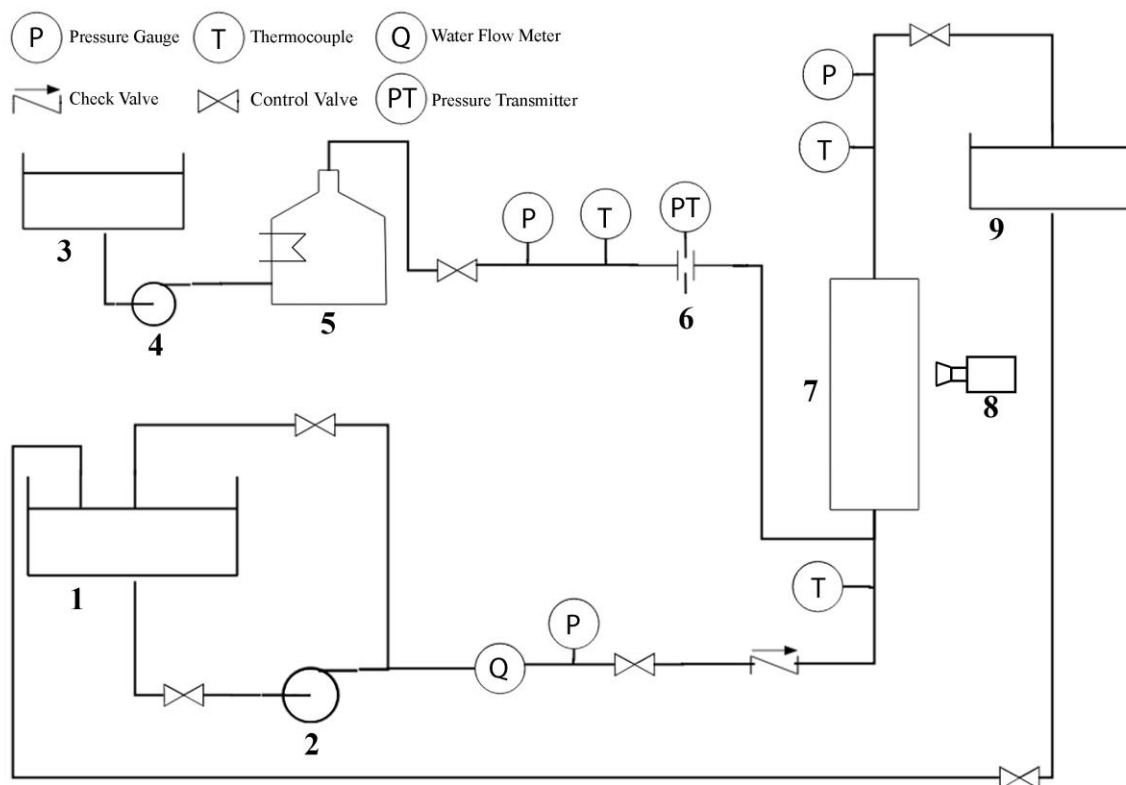 P Pressure Gauge T Thermocouple Q Water Flow Meter
Check Valve Control Valve PT Pressure Transmitter
P
T
3
4
5
P T PT
6
9
7
8
1
T
P
Q
2